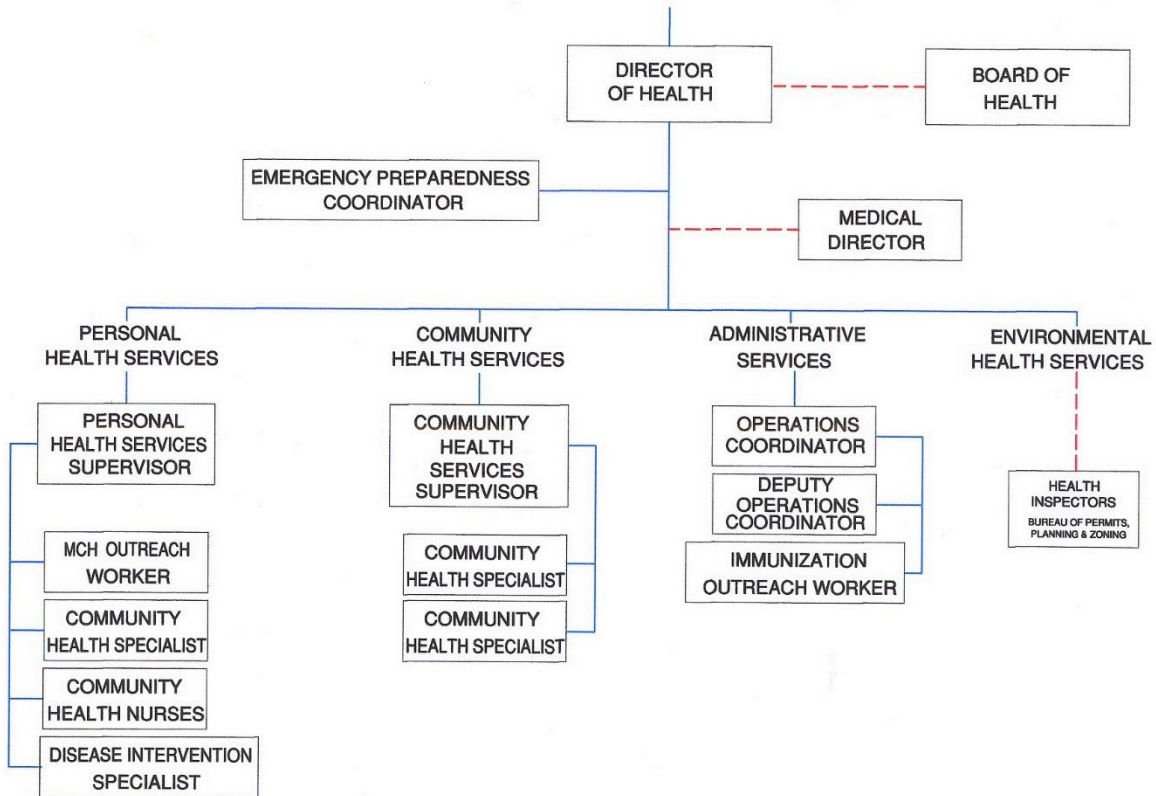 DIRECTOR
OF HEALTH
BOARD OF
HEALTH
EMERGENCY PREPAREDNESS
COORDINATOR
MEDICAL
DIRECTOR
PERSONAL
HEALTH SERVICES
COMMUNITY
HEALTH SERVICES
ADMINISTRATIVE
SERVICES
ENVIRONMENTAL
HEALTH SERVICES
PERSONAL
HEALTH SERVICES
SUPERVISOR
MCH OUTREACH
WORKER
COMMUNITY
HEALTH SPECIALIST
COMMUNITY
HEALTH NURSES
DISEASE INTERVENTION
SPECIALIST
COMMUNITY
HEALTH
SERVICES
SUPERVISOR
COMMUNITY
HEALTH SPECIALIST
COMMUNITY
HEALTH SPECIALIST
OPERATIONS
COORDINATOR
DEPUTY
OPERATIONS
COORDINATOR
IMMUNIZATION
OUTREACH WORKER
HEALTH
INSPECTORS
BUREAU OF PERMITS,
PLANNING & ZONING